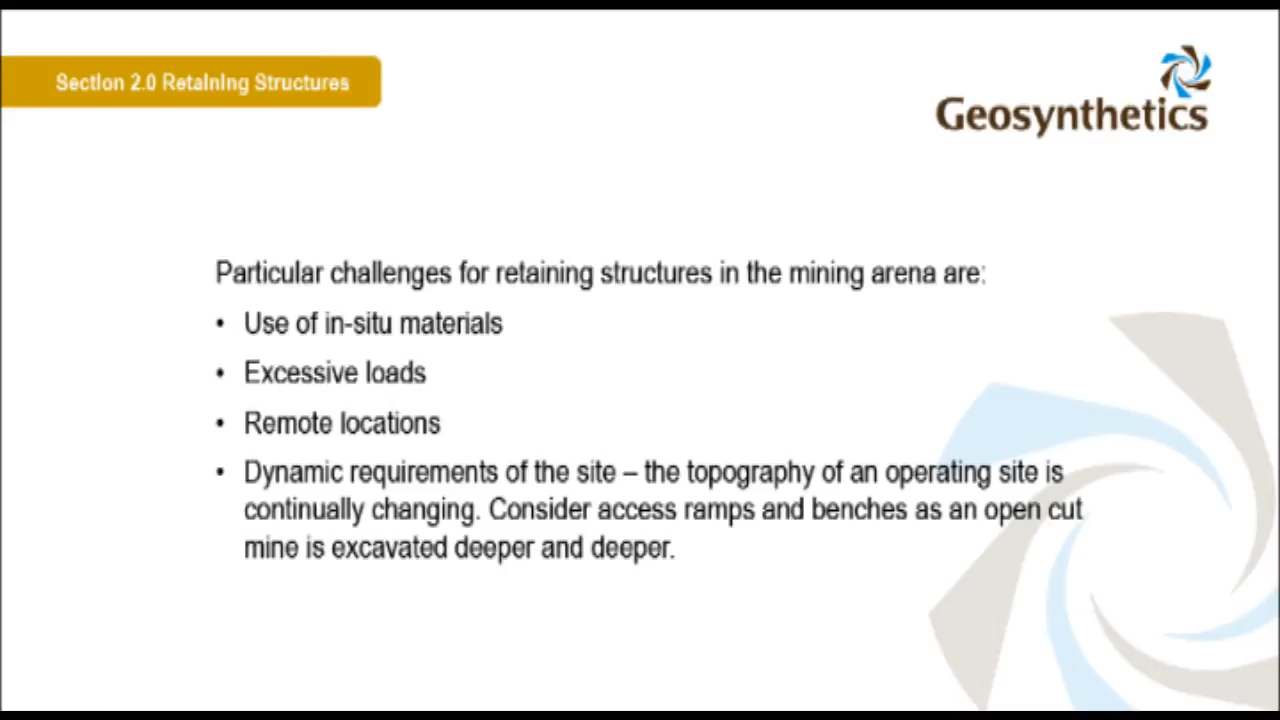 Section 2.0 Retaining Structures
Geosynthetics
Particular challenges for retaining structures in the mining arena are:
• Use of in-situ materials
• Excessive loads
• Remote locations
• Dynamic requirements of the site – the topography of an operating site is
continually changing. Consider access ramps and benches as an open cut
mine is excavated deeper and deeper.